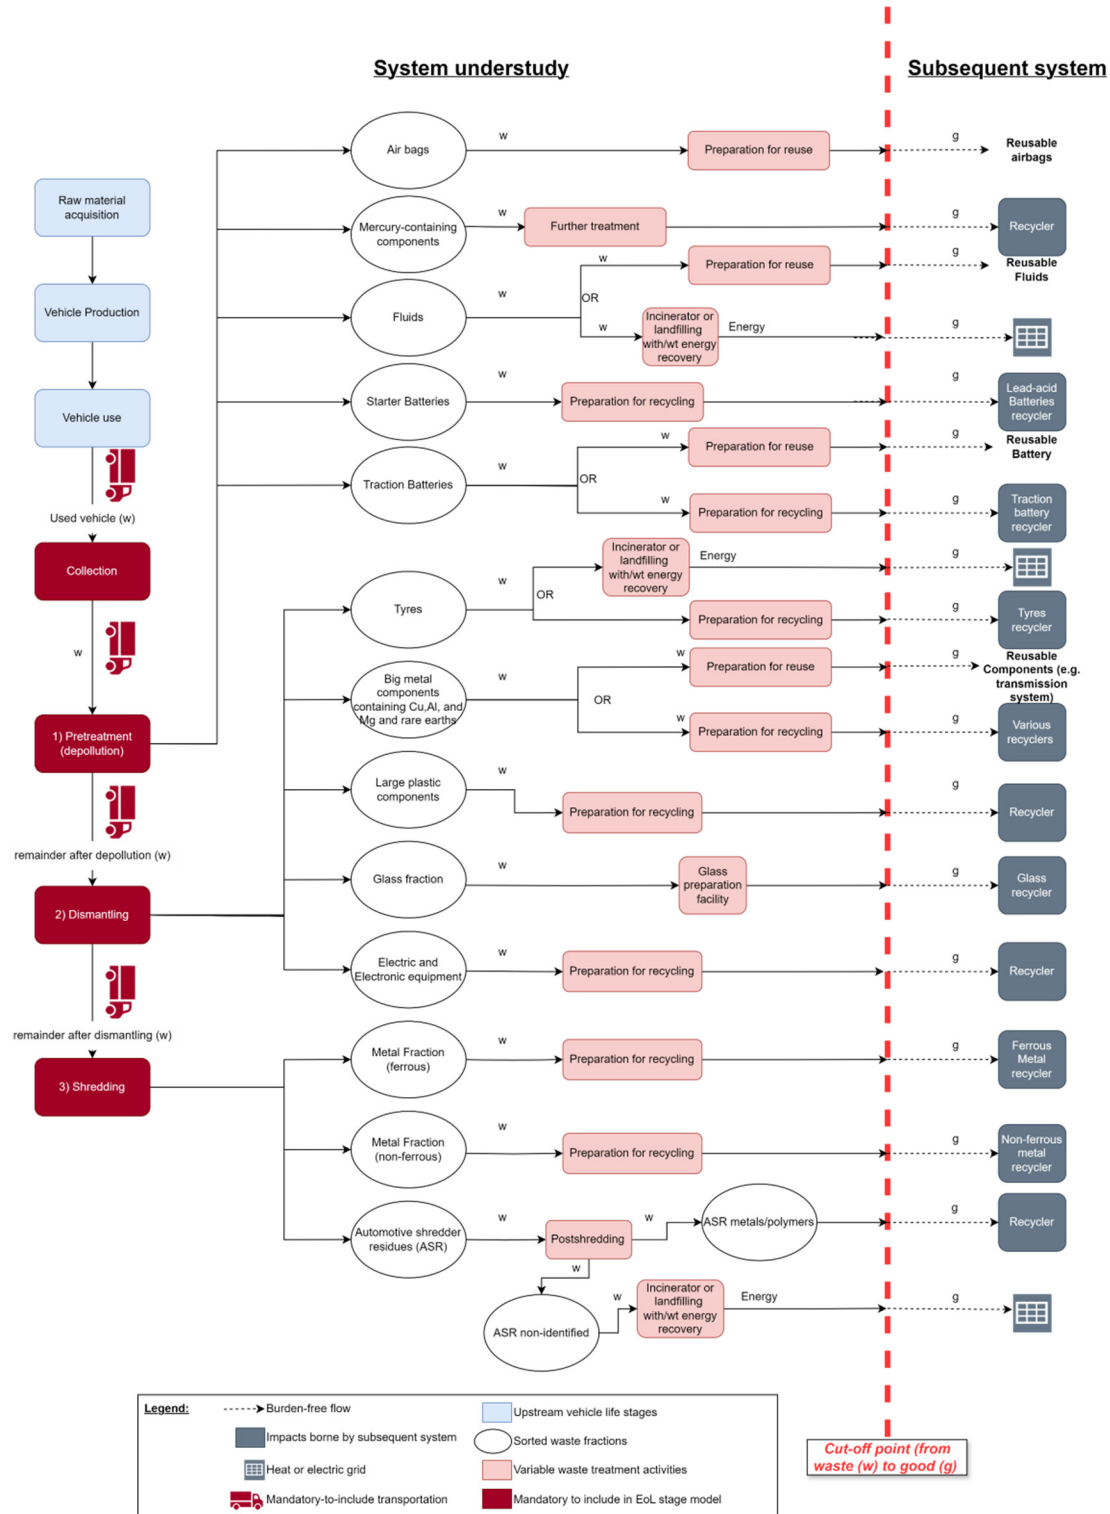 System understudy
Subsequent system
Raw material
acquisition
Vehicle Production
Vehicle use
Used vehicle (w)
Collection
w
1) Pretreatment
(depollution)
remainder after depollution (w)
2) Dismantling
remainder after dismantling (w)
3) Shredding
Air bags
w
Preparation for reuse
g
Reusable
airbags
Mercury-containing
components
w
Further treatment
g
Recycler
Fluids
w
OR
w
Preparation for reuse
g
Reusable
Fluids
w
Incinerator or
landfilling
with/wt energy
recovery
Energy
g
Starter Batteries
w
Preparation for recycling
g
Lead-acid
Batteries
recycler
Traction Batteries
w
OR
w
Preparation for reuse
g
Reusable
Battery
w
Preparation for recycling
g
Traction
battery
recycler
Tyres
w
OR
Incinerator or
landfilling
with/wt energy
recovery
Energy
g
Preparation for recycling
g
Tyres
recycler
Big metal
components
containing Cu,Al, and
Mg and rare earths
w
OR
w
Preparation for reuse
g
Reusable
Components (e.g.
transmission
system)
w
Preparation for recycling
g
Various
recyclers
Large plastic
components
w
Preparation for recycling
g
Recycler
Glass fraction
w
Glass
preparation
facility
g
Glass
recycler
Electric and
Electronic equipment
w
Preparation for recycling
g
Recycler
Metal Fraction
(ferrous)
w
Preparation for recycling
g
Ferrous
Metal
recycler
Metal Fraction
(non-ferrous)
w
Preparation for recycling
g
Non-ferrous
metal
recycler
Automotive shredder
residues (ASR)
w
Postshredding
w
ASR metals/polymers
g
Recycler
w
ASR non-identified
w
Incinerator or
landfilling
with/wt energy
recovery
Energy
g
Legend:
Burden-free flow
Upstream vehicle life stages
Impacts borne by subsequent system
Sorted waste fractions
Heat or electric grid
Variable waste treatment activities
Mandatory-to-include transportation
Mandatory to include in EoL stage model
Cut-off point (from
waste (w) to good (g)